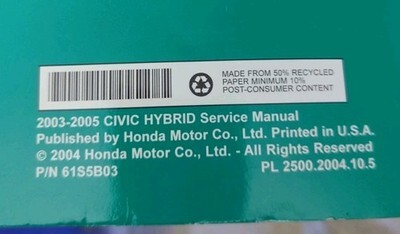 MADE FROM 50% RECYCLED
PAPER MINIMUM 10%
POST-CONSUMER CONTENT
2003-2005 CIVIC HYBRID Service Manual
Published by Honda Motor Co., Ltd. Printed in U.S.A.
© 2004 Honda Motor Co., Ltd. - All Rights Reserved
P/N 61S5B03 PL 2500.2004.10.5